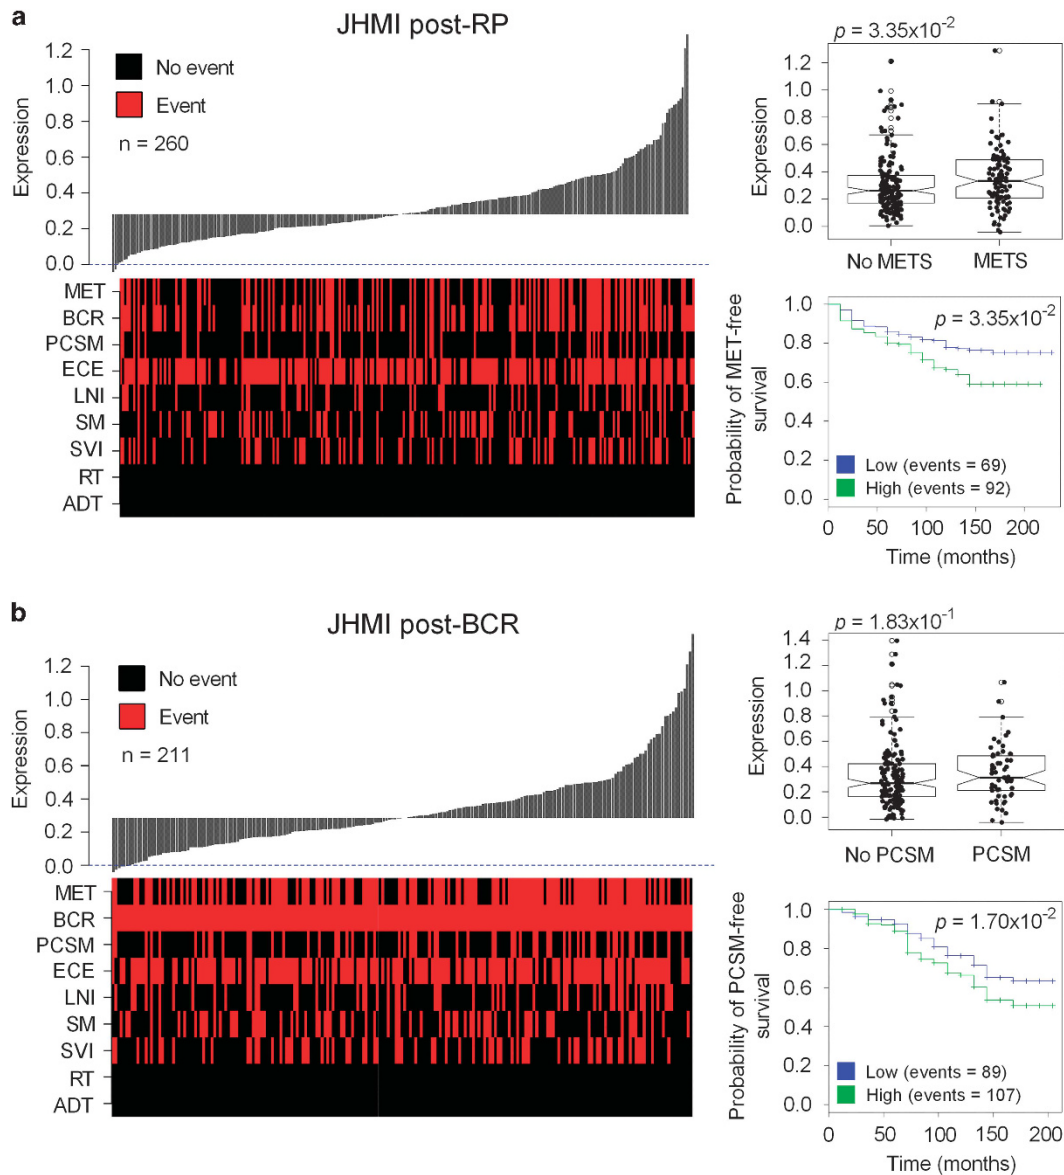 a
JHMI post-RP
Expression
1.2
1.0
0.8
0.6
0.4
0.2
0.0
No event
Event
n = 260
MET
BCR
PCSM
ECE
LNI
SM
SVI
RT
ADT
p = 3.35x10-2
Expression
1.2
1.0
0.8
0.6
0.4
0.2
0.0
No METS METS
Probability of MET-free
survival
1.0
0.8
0.6
0.4
0.2
0.0
p = 3.35x10-2
Low (events = 69)
High (events = 92)
0 50 100 150 200
Time (months)
b
JHMI post-BCR
Expression
1.2
1.0
0.8
0.6
0.4
0.2
0.0
No event
Event
n = 211
MET
BCR
PCSM
ECE
LNI
SM
SVI
RT
ADT
p = 1.83x10-1
Expression
1.4
1.2
1.0
0.8
0.6
0.4
0.2
0.0
No PCSM PCSM
Probability of PCSM-free
survival
1.0
0.8
0.6
0.4
0.2
0.0
p = 1.70x10-2
Low (events = 89)
High (events = 107)
0 50 100 150 200
Time (months)